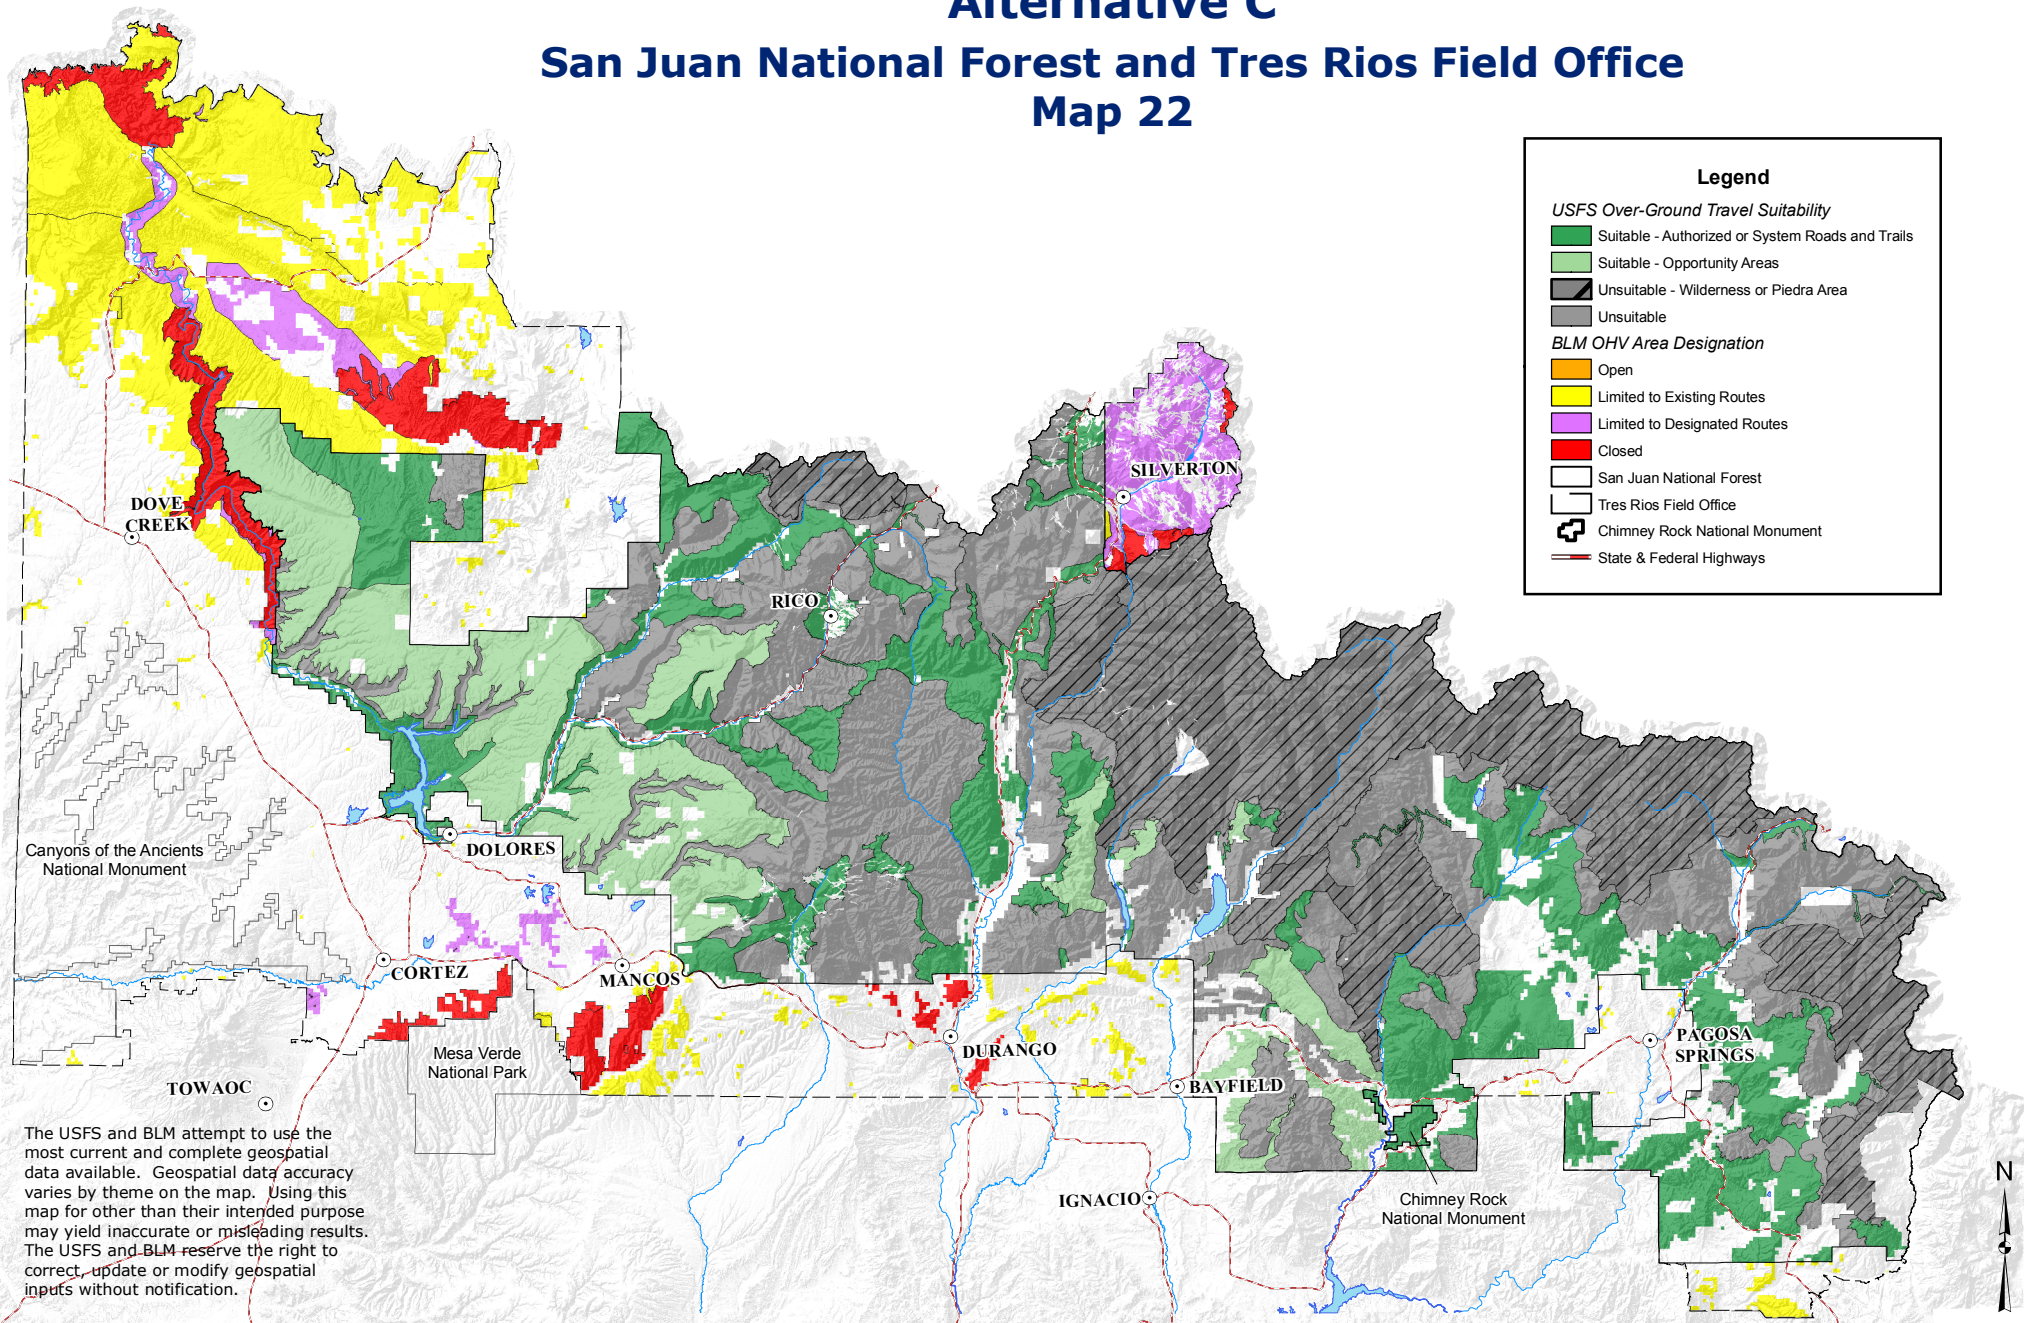 Alternative C
San Juan National Forest and Tres Rios Field Office
Map 22
Legend
USFS Over-Ground Travel Suitability
Suitable - Authorized or System Roads and Trails
Suitable - Opportunity Areas
Unsuitable - Wilderness or Piedra Area
Unsuitable
BLM OHV Area Designation
Open
Limited to Existing Routes
Limited to Designated Routes
Closed
San Juan National Forest
Tres Rios Field Office
Chimney Rock National Monument
State & Federal Highways
SILVERTON
DOVE
CREEK
RICO
DOLORES
Canyons of the Ancients
National Monument
CORTEZ
MANCOS
DURANGO
PAGOSA
SPRINGS
Mesa Verde
National Park
TOWAOC
BAYFIELD
IGNACIO
Chimney Rock
National Monument
The USFS and BLM attempt to use the
most current and complete geospatial
data available. Geospatial data accuracy
varies by theme on the map. Using this
map for other than their intended purpose
may yield inaccurate or misleading results.
The USFS and BLM reserve the right to
correct, update or modify geospatial
inputs without notification.
N